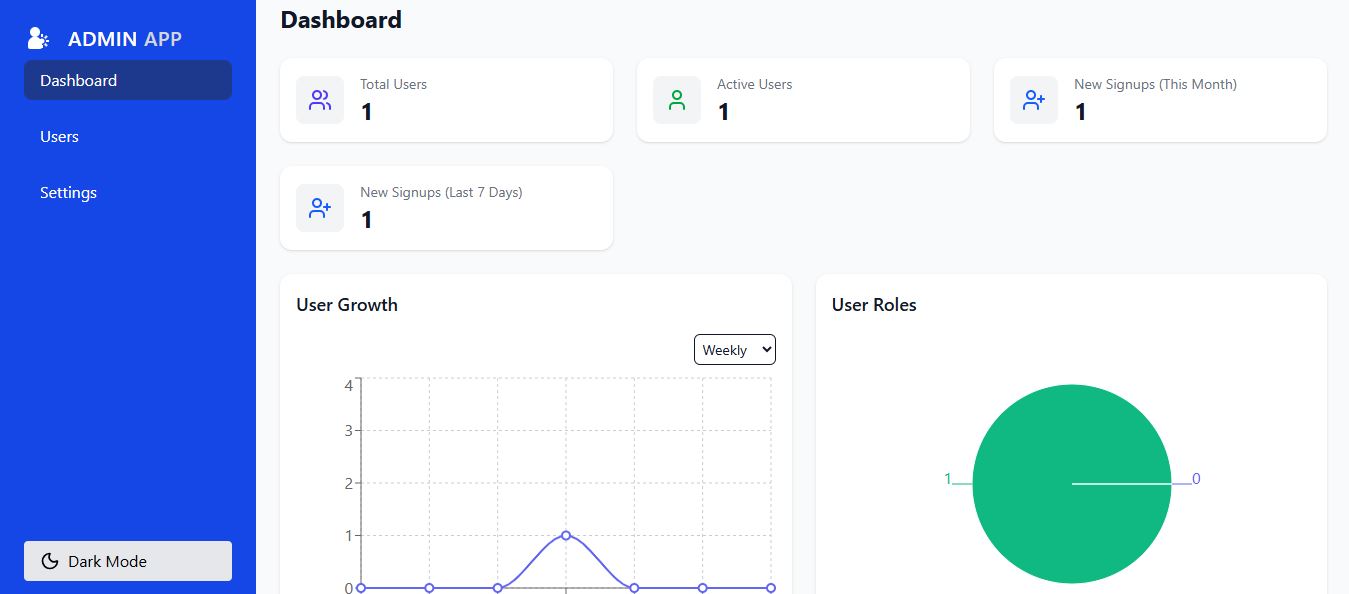 ADMIN APP
Dashboard
Users
Settings
Dark Mode
Dashboard
Total Users
1
Active Users
1
New Signups (This Month)
1
New Signups (Last 7 Days)
1
User Growth
Weekly
4
3
2
1
0
User Roles
1
0